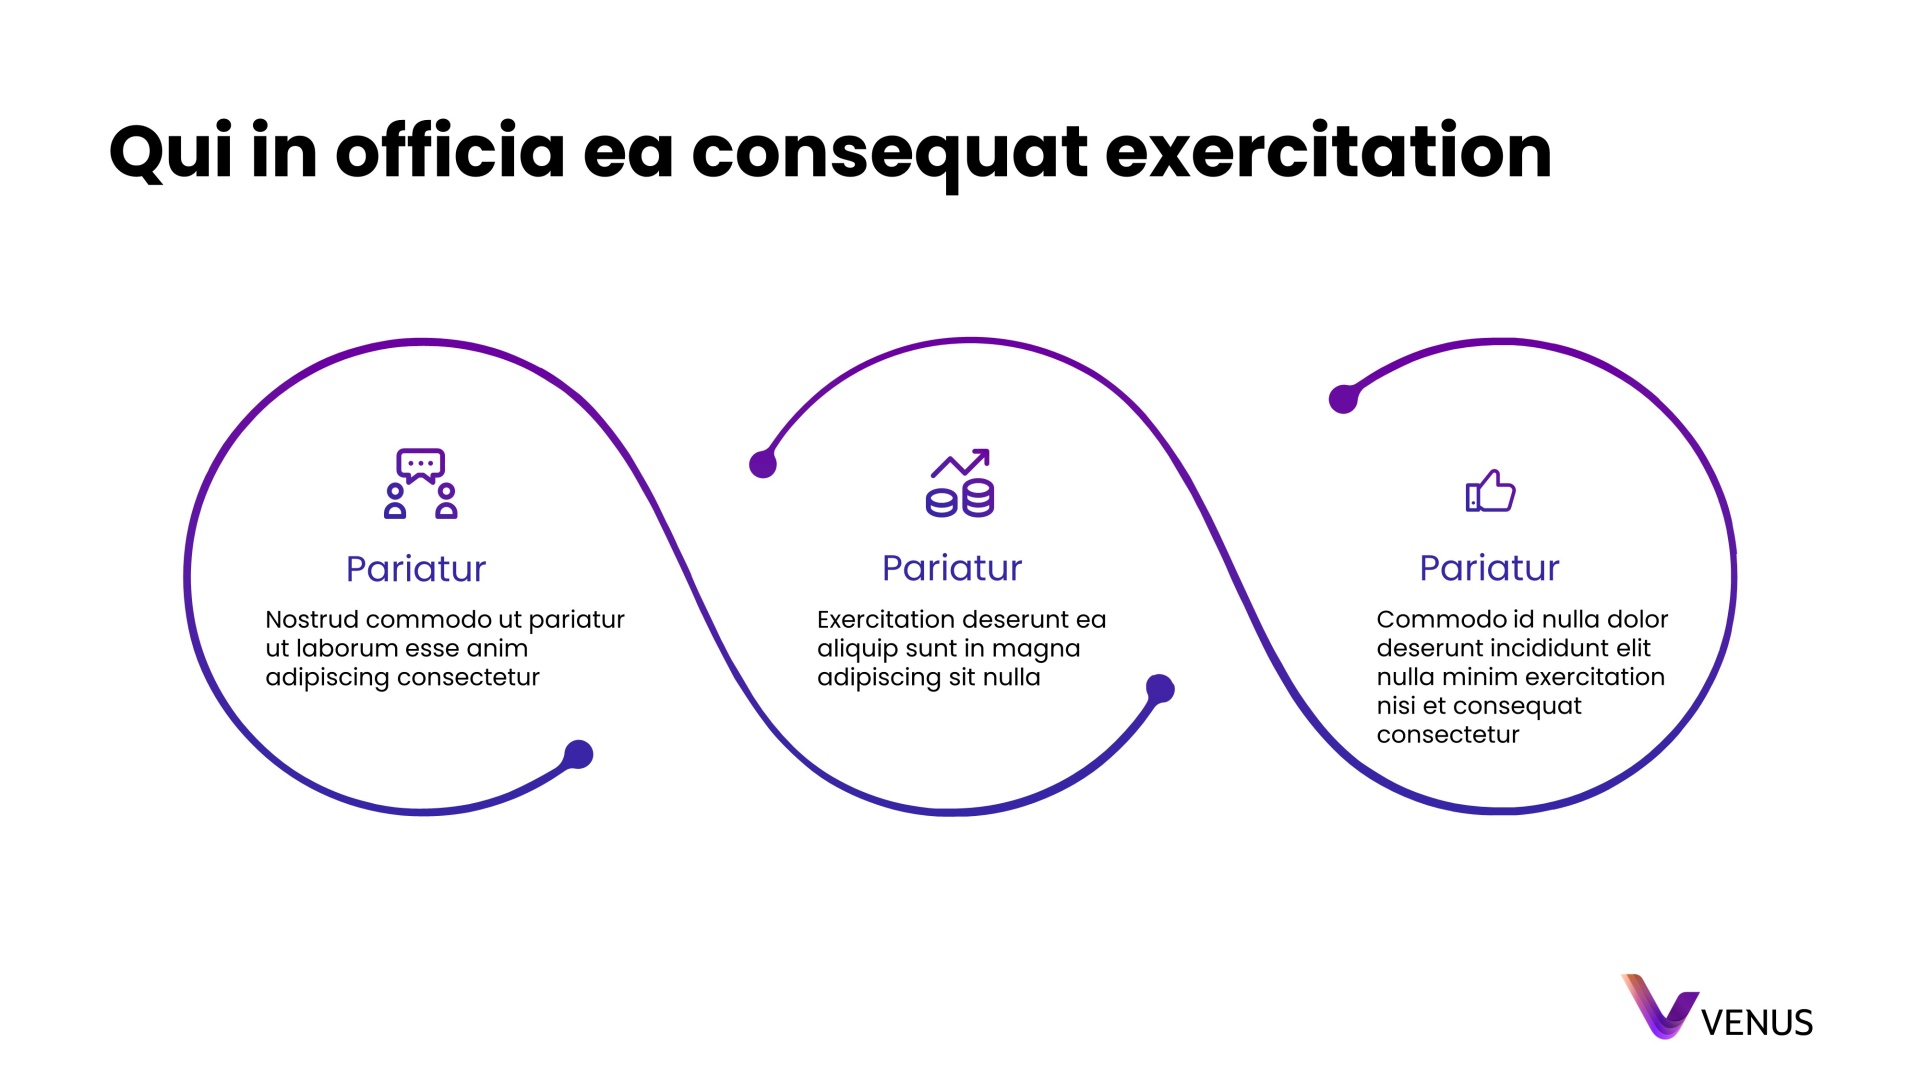 Qui in officia ea consequat exercitation
Pariatur
Nostrud commodo ut pariatur
ut laborum esse anim
adipiscing consectetur
Pariatur
Exercitation deserunt ea
aliquip sunt in magna
adipiscing sit nulla
Pariatur
Commodo id nulla dolor
deserunt incididunt elit
nulla minim exercitation
nisi et consequat
consectetur
VENUS